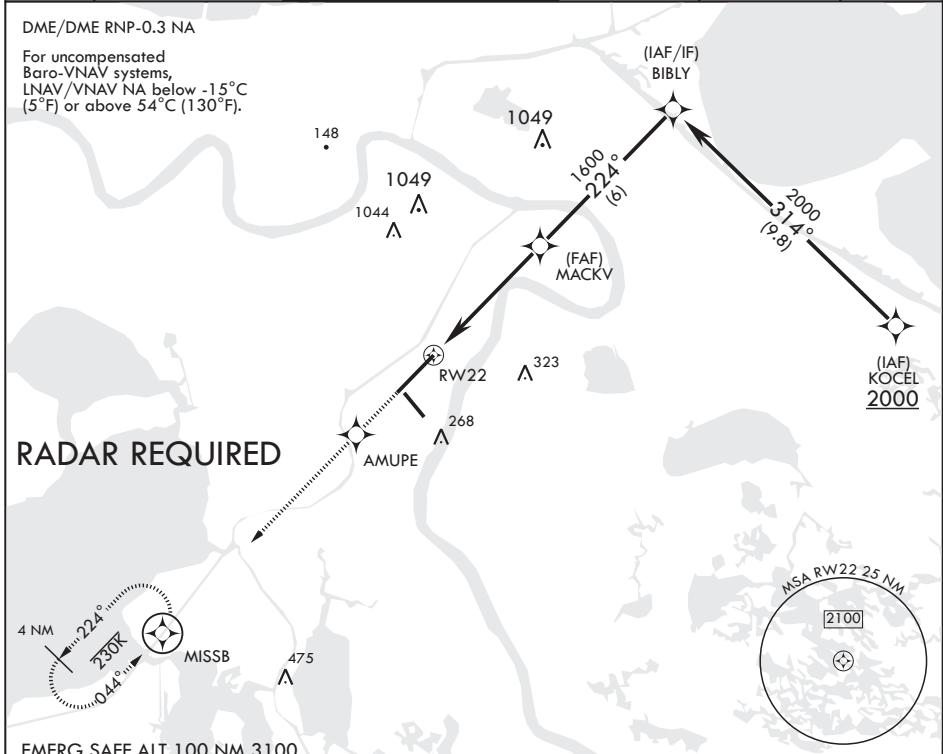 DME/DME RNP-0.3 NA
For uncompensated
Baro-VNAV systems,
LNAV/VNAV NA below -15°C
(5°F) or above 54°C (130°F).
(IAF/IF)
BIBLY
148
1049
1049
1044
1600
224°
(6)
2000
314°
(9.8)
(FAF)
MACKV
(IAF)
KOCEL
2000
RW22
323
268
AMUPE
RADAR REQUIRED
MSA RW22 25 NM
2100
4 NM
224°
230K
044°
MISSB
475
EMERG SAFE ALT 100 NM 3100